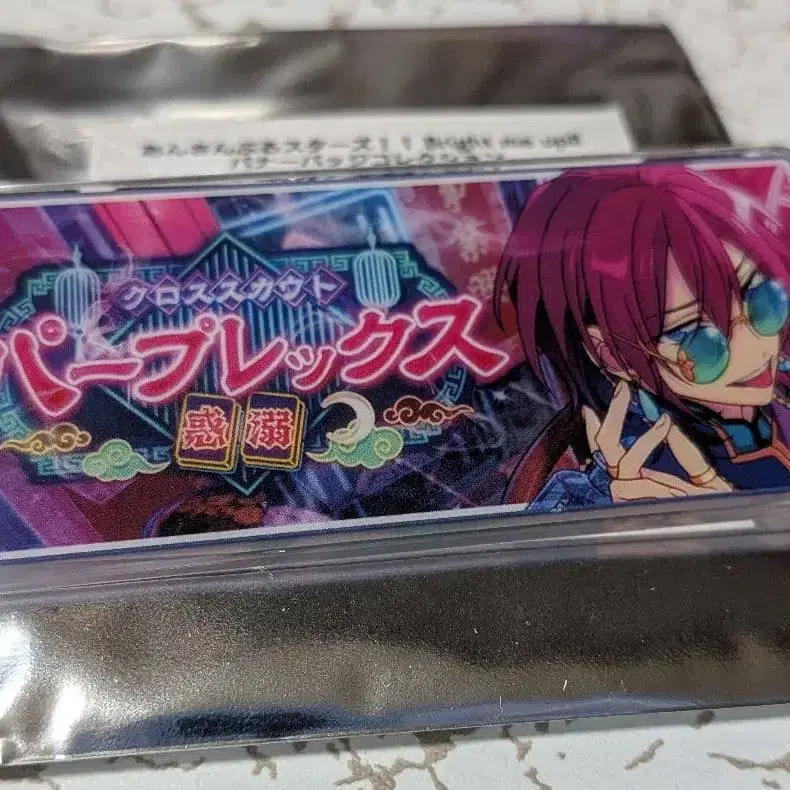 あんさんぶるスターズ！！ Bright me up!!
バナーバッジコレクション
クロススカウト
パープレックス
惑溺